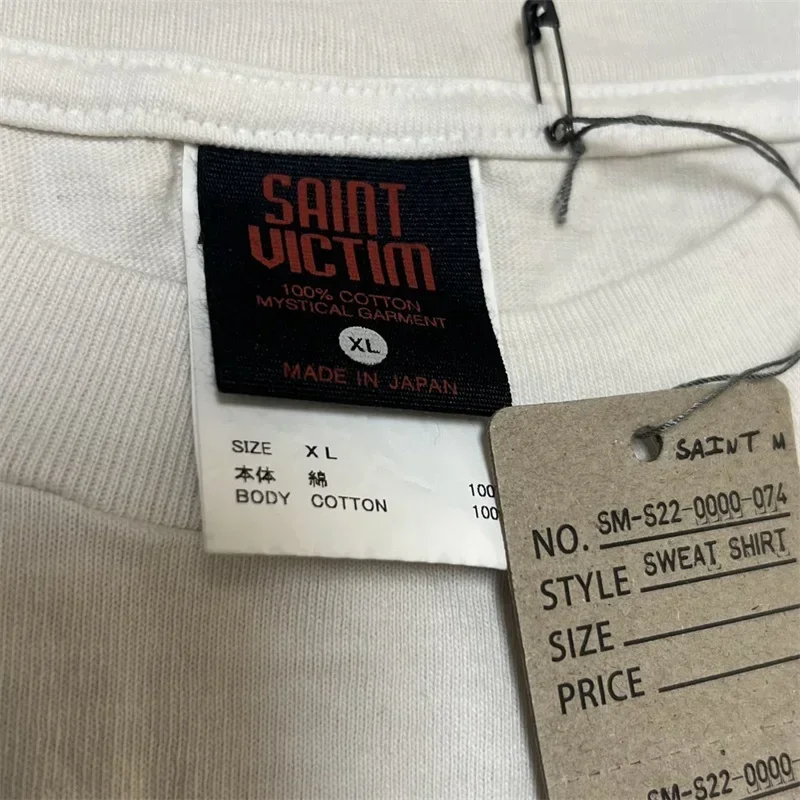 SAINT
VICTIM
100% COTTON
MYSTICAL GARMENT
XL
MADE IN JAPAN
SIZE XL
本体 綿 100
BODY COTTON 100
SAINT M
NO. SM-S22-0000-074
STYLE SWEAT SHIRT
SIZE
PRICE
SM-S22-0000-